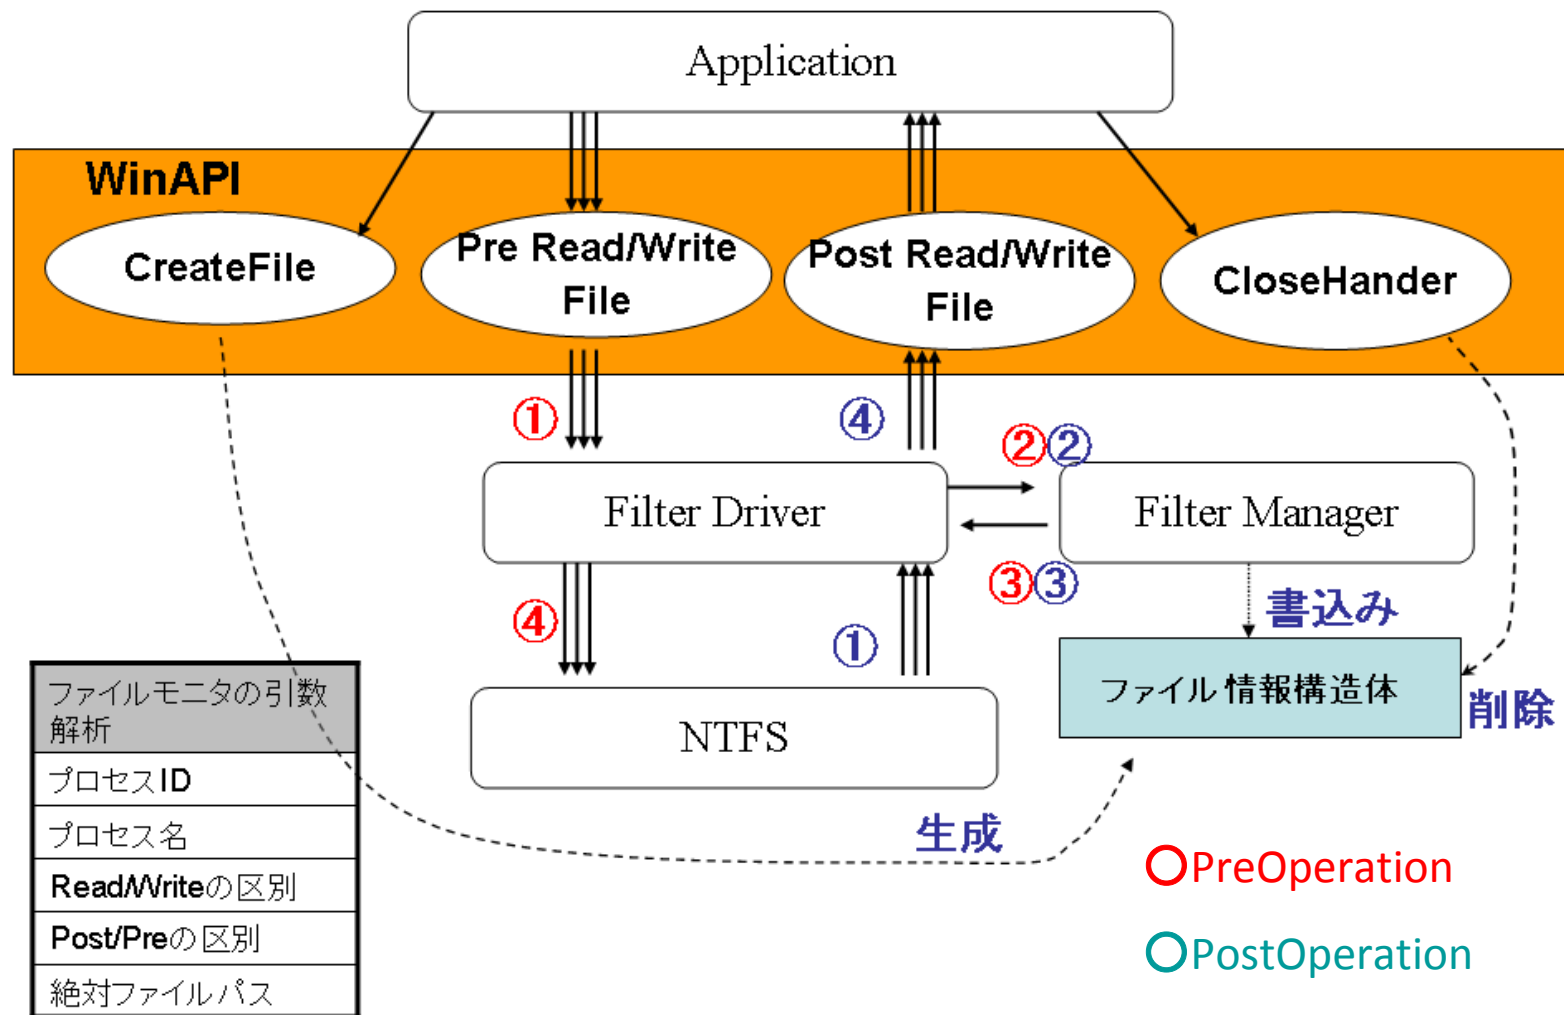 Application
WinAPI
CreateFile
Pre Read/Write
File
Post Read/Write
File
CloseHander
①
④
②②
Filter Driver
Filter Manager
③③
④
①
書込み
ファイル情報構造体
削除
NTFS
生成
ファイルモニタの引数
解析
プロセスID
プロセス名
Read/Writeの区別
Post/Preの区別
絶対ファイルパス
PreOperation
PostOperation